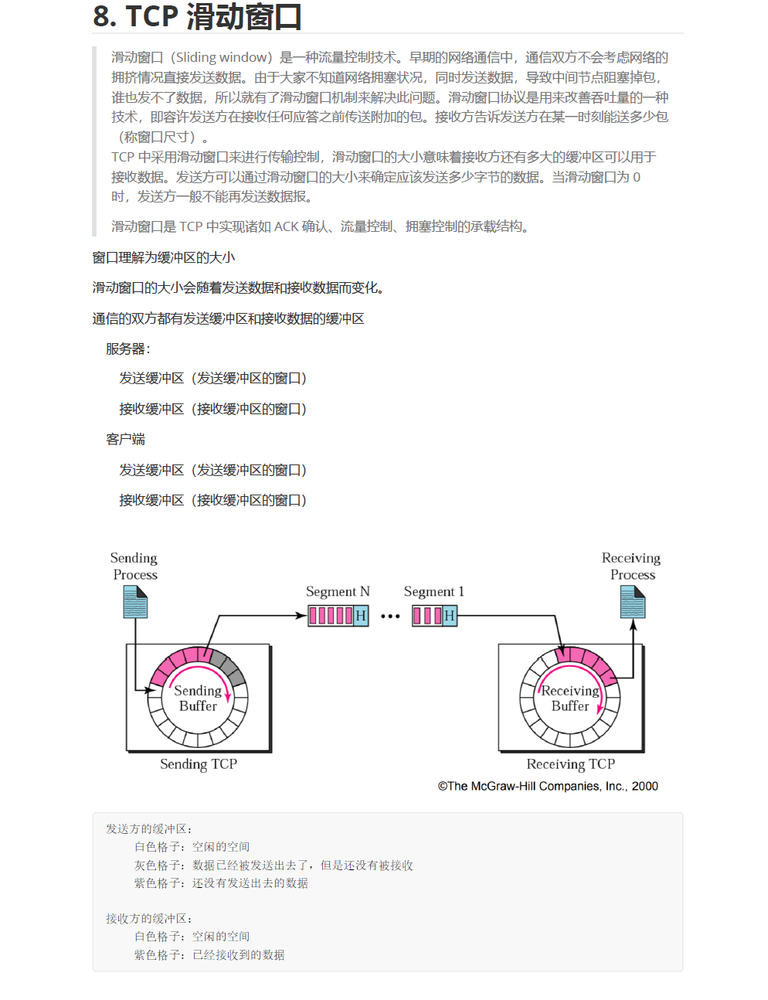 8. TCP 滑动窗口
滑动窗口（Sliding window）是一种流量控制技术。早期的网络通信中，通信双方不会考虑网络的
拥挤情况直接发送数据。由于大家不知道网络拥塞状况，同时发送数据，导致中间节点阻塞掉包，
谁也发不了数据，所以就有了滑动窗口机制来解决此问题。滑动窗口协议是用来改善吞吐量的一种
技术，即容许发送方在接收任何应答之前传送附加的包。接收方告诉发送方在某一时刻能送多少包
（称窗口尺寸）。
TCP 中采用滑动窗口来进行传输控制，滑动窗口的大小意味着接收方还有多大的缓冲区可以用于
接收数据。发送方可以通过滑动窗口的大小来确定应该发送多少字节的数据。当滑动窗口为 0
时，发送方一般不能再发送数据报。
滑动窗口是 TCP 中实现诸如 ACK 确认、流量控制、拥塞控制的承载结构。
窗口理解为缓冲区的大小
滑动窗口的大小会随着发送数据和接收数据而变化。
通信的双方都有发送缓冲区和接收数据的缓冲区
服务器：
发送缓冲区（发送缓冲区的窗口）
接收缓冲区（接收缓冲区的窗口）
客户端
发送缓冲区（发送缓冲区的窗口）
接收缓冲区（接收缓冲区的窗口）
Sending
Process
Receiving
Process
Segment N
Segment 1
H
H
Sending
Buffer
Receiving
Buffer
Sending TCP
Receiving TCP
©The McGraw-Hill Companies, Inc., 2000
发送方的缓冲区：
白色格子：空闲的空间
灰色格子：数据已经被发送出去了，但是还没有被接收
紫色格子：还没有发送出去的数据
接收方的缓冲区：
白色格子：空闲的空间
紫色格子：已经接收到的数据